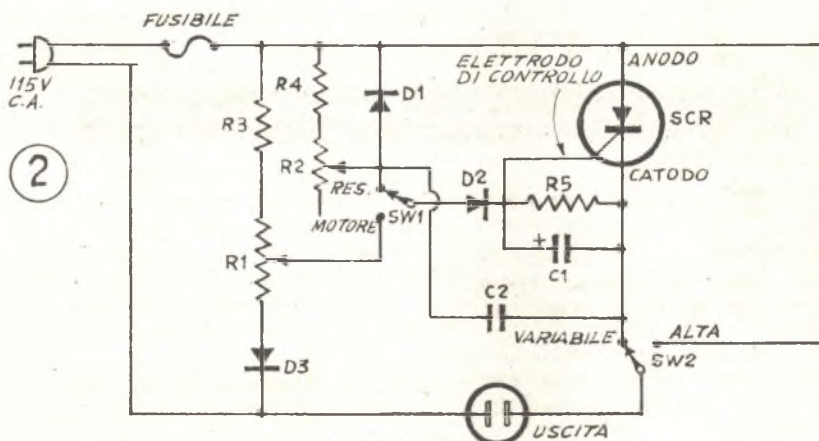 FUSIBILE
115V
C.A.
2
R3
R4
R2
R1
D3
D1
RES.
SW1
MOTORE
D2
ELETTRODO
DI CONTROLLO
ANODO
SCR
CATODO
R5
+
C1
C2
VARIABILE
ALTA
SW2
USCITA